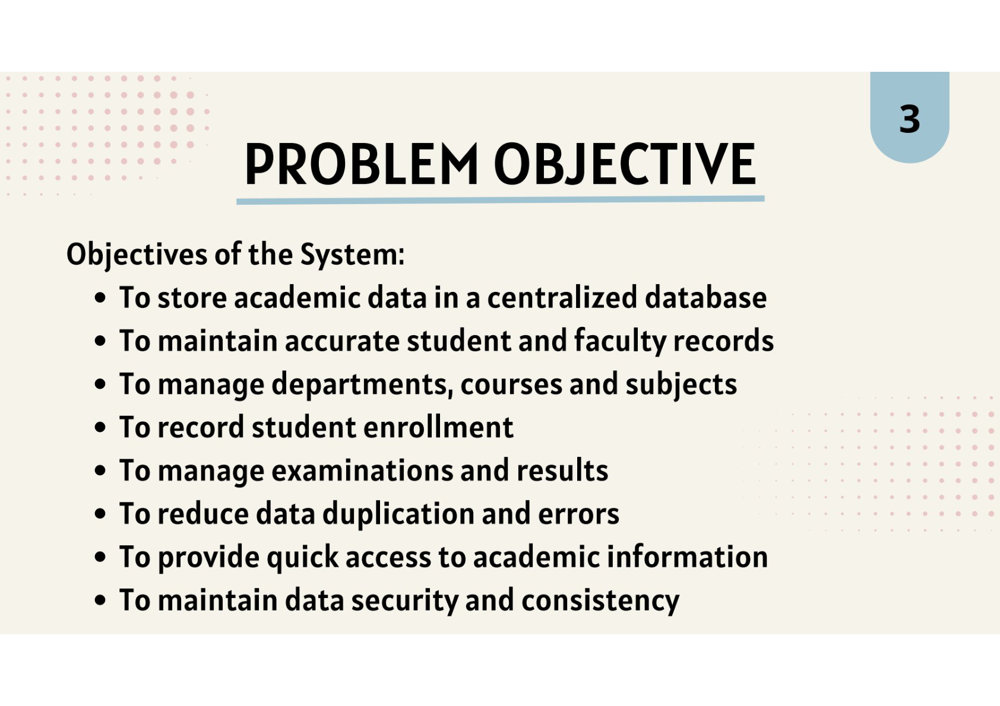 3
PROBLEM OBJECTIVE
Objectives of the System:
• To store academic data in a centralized database
• To maintain accurate student and faculty records
• To manage departments, courses and subjects
• To record student enrollment
• To manage examinations and results
• To reduce data duplication and errors
• To provide quick access to academic information
• To maintain data security and consistency